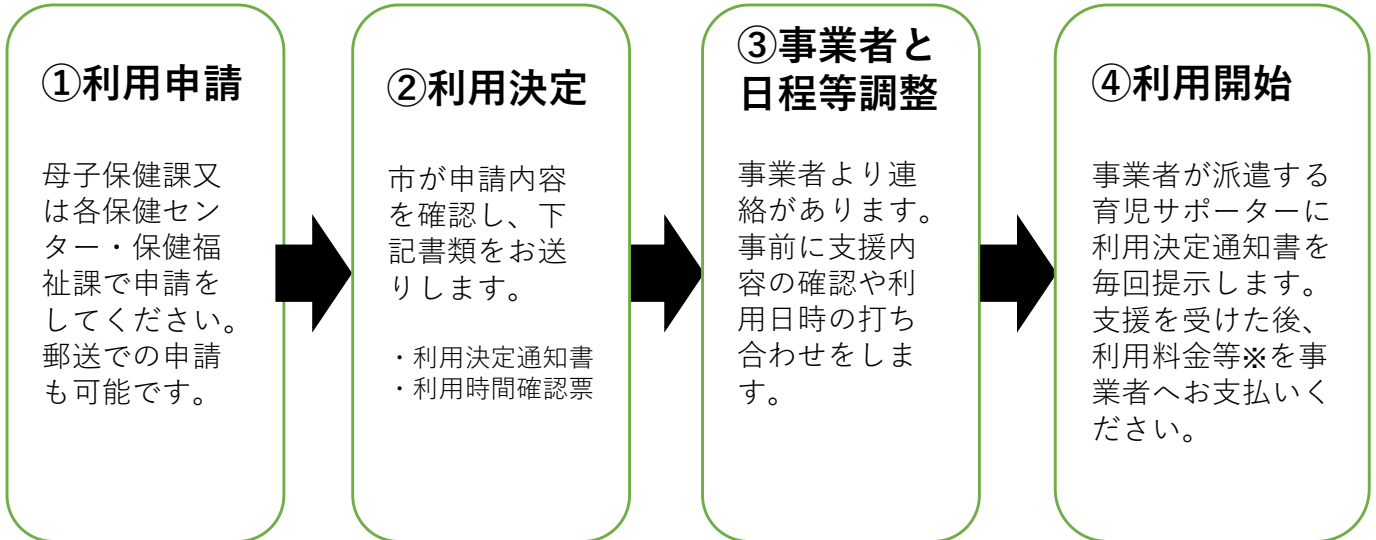 ①利用申請
母子保健課又
は各保健セン
ター・保健福
祉課で申請を
してください。
郵送での申請
も可能です。
②利用決定
市が申請内容
を確認し、下
記書類をお送
りします。
・利用決定通知書
・利用時間確認票
③事業者と
日程等調整
事業者より連
絡があります。
事前に支援内
容の確認や利
用日時の打ち
合わせをしま
す。
④利用開始
事業者が派遣する
育児サポーターに
利用決定通知書を
毎回提示します。
支援を受けた後、
利用料金等※を事
業者へお支払いく
ださい。